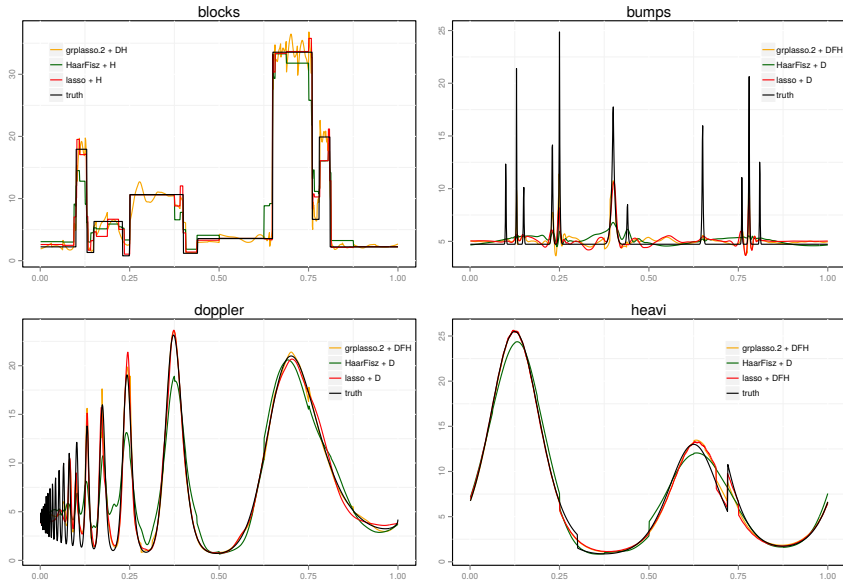 blocks
grplasso.2 + DH
HaarFisz + H
lasso + H
truth
0 10 20 30
0.00 0.25 0.50 0.75 1.00
bumps
grplasso.2 + DFH
HaarFisz + D
lasso + D
truth
5 10 15 20 25
0.00 0.25 0.50 0.75 1.00
doppler
grplasso.2 + DFH
HaarFisz + D
lasso + D
truth
0 5 10 15 20
0.00 0.25 0.50 0.75 1.00
heavi
grplasso.2 + DFH
HaarFisz + D
lasso + DFH
truth
0 5 10 15 20 25
0.00 0.25 0.50 0.75 1.00